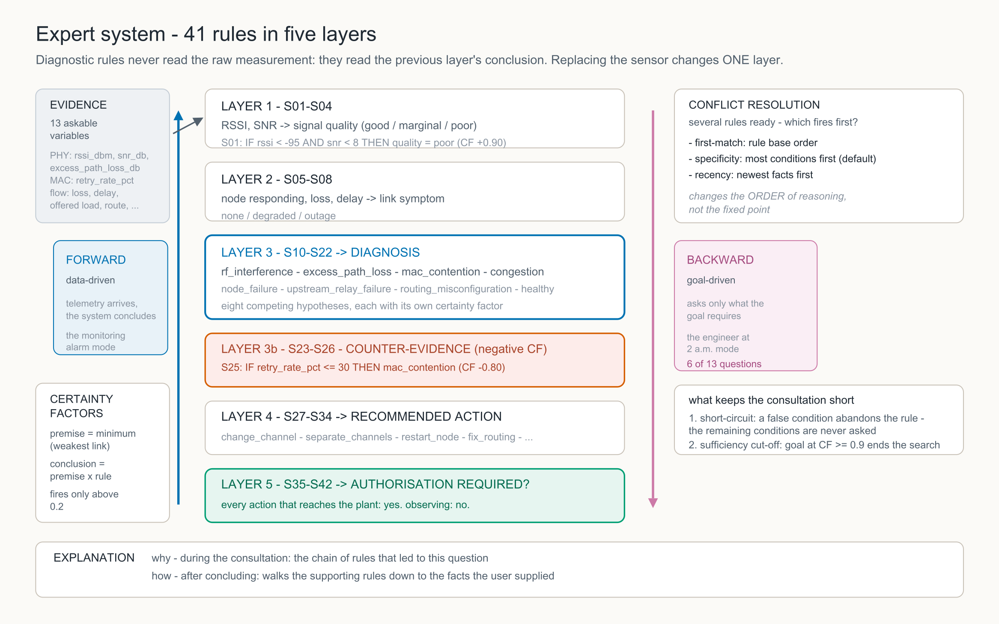 Expert system - 41 rules in five layers
Diagnostic rules never read the raw measurement: they read the previous layer's conclusion. Replacing the sensor changes ONE layer.
EVIDENCE
13 askable
variables
PHY: rssi_dbm, snr_db,
excess_path_loss_db
MAC: retry_rate_pct
flow: loss, delay,
offered load, route, ...
FORWARD
data-driven
telemetry arrives,
the system concludes
the monitoring
alarm mode
CERTAINTY
FACTORS
premise = minimum
(weakest link)
conclusion =
premise x rule
fires only above
0.2
LAYER 1 - S01-S04
RSSI, SNR -> signal quality (good / marginal / poor)
S01: IF rssi < -95 AND snr < 8 THEN quality = poor (CF +0.90)
LAYER 2 - S05-S08
node responding, loss, delay -> link symptom
none / degraded / outage
LAYER 3 - S10-S22 -> DIAGNOSIS
rf_interference - excess_path_loss - mac_contention - congestion
node_failure - upstream_relay_failure - routing_misconfiguration - healthy
eight competing hypotheses, each with its own certainty factor
LAYER 3b - S23-S26 - COUNTER-EVIDENCE (negative CF)
S25: IF retry_rate_pct <= 30 THEN mac_contention (CF -0.80)
LAYER 4 - S27-S34 -> RECOMMENDED ACTION
change_channel - separate_channels - restart_node - fix_routing - ...
LAYER 5 - S35-S42 -> AUTHORISATION REQUIRED?
every action that reaches the plant: yes. observing: no.
CONFLICT RESOLUTION
several rules ready - which fires first?
- first-match: rule base order
- specificity: most conditions first (default)
- recency: newest facts first
changes the ORDER of reasoning,
not the fixed point
BACKWARD
goal-driven
asks only what the
goal requires
the engineer at
2 a.m. mode
6 of 13 questions
what keeps the consultation short
1. short-circuit: a false condition abandons the rule -
the remaining conditions are never asked
2. sufficiency cut-off: goal at CF >= 0.9 ends the search
EXPLANATION
why - during the consultation: the chain of rules that led to this question
how - after concluding: walks the supporting rules down to the facts the user supplied